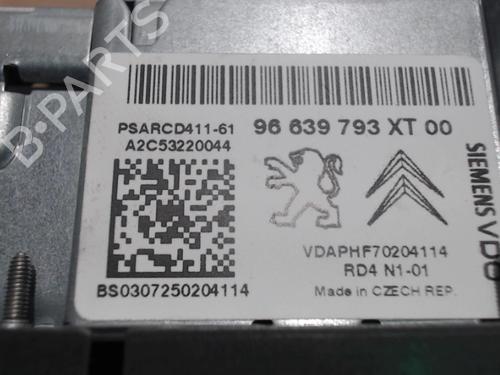 PSARCD411-61
A2C53220044
96 639 793 XT 00
SIEMENS VDO
VDAPHF70204114
RD4 N1-01
BS0307250204114
Made in CZECH REP.
B-PARTS